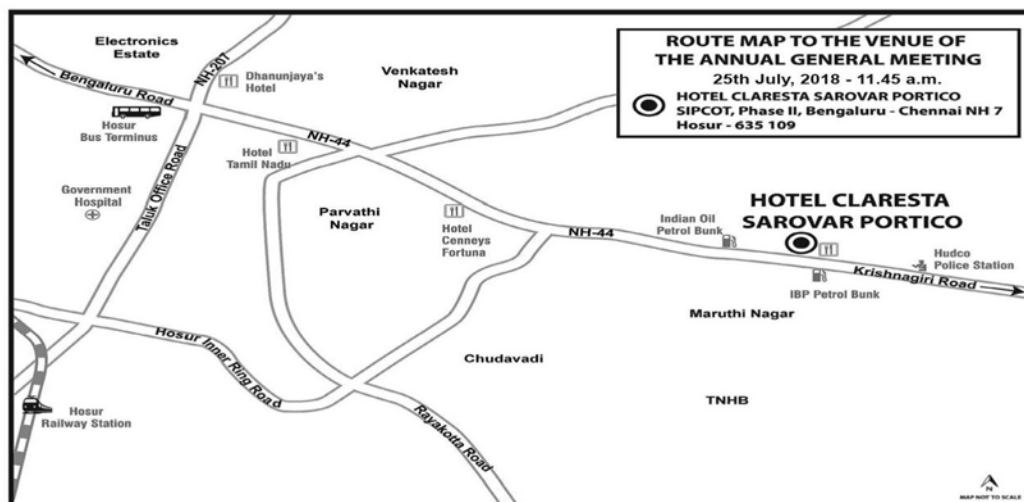 ROUTE MAP TO THE VENUE OF
THE ANNUAL GENERAL MEETING
25th July, 2018 - 11.45 a.m.
HOTEL CLARESTA SAROVAR PORTICO
SIPCOT, Phase II, Bengaluru - Chennai NH 7
Hosur - 635 109
Electronics
Estate
NH-207
Bengaluru Road
Dhanunjaya's
Hotel
Venkatesh
Nagar
Hosur
Bus Terminus
NH-44
Hotel
Tamil Nadu
Taluk Office Road
Government
Hospital
Parvathi
Nagar
Hotel
Cenneys
Fortuna
NH-44
Indian Oil
Petrol Bunk
HOTEL CLARESTA
SAROVAR PORTICO
Hudco
Police Station
Krishnagiri Road
IBP Petrol Bunk
Maruthi Nagar
Hosur Inner Ring Road
Chudavadi
TNHB
Hosur
Railway Station
Rayakotta Road
N
MAP NOT TO SCALE